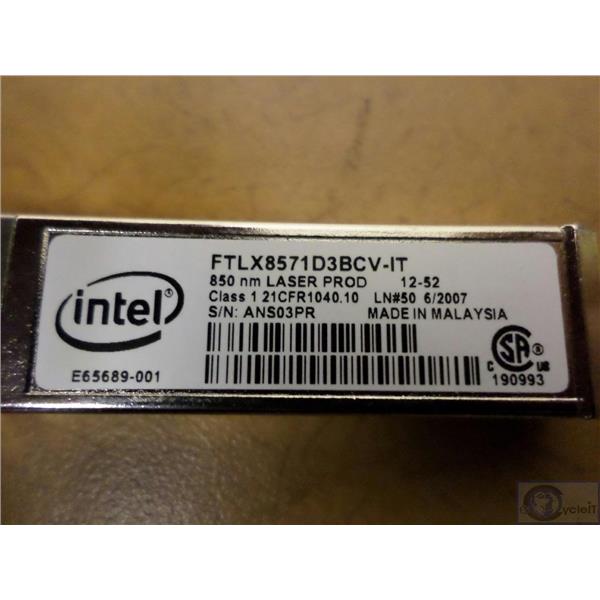 intel
E65689-001
FTLX8571D3BCV-IT
850 nm LASER PROD 12-52
Class 1 21CFR1040.10 LN#50 6/2007
S/N: ANS03PR MADE IN MALAYSIA
SA ®
C US
190993